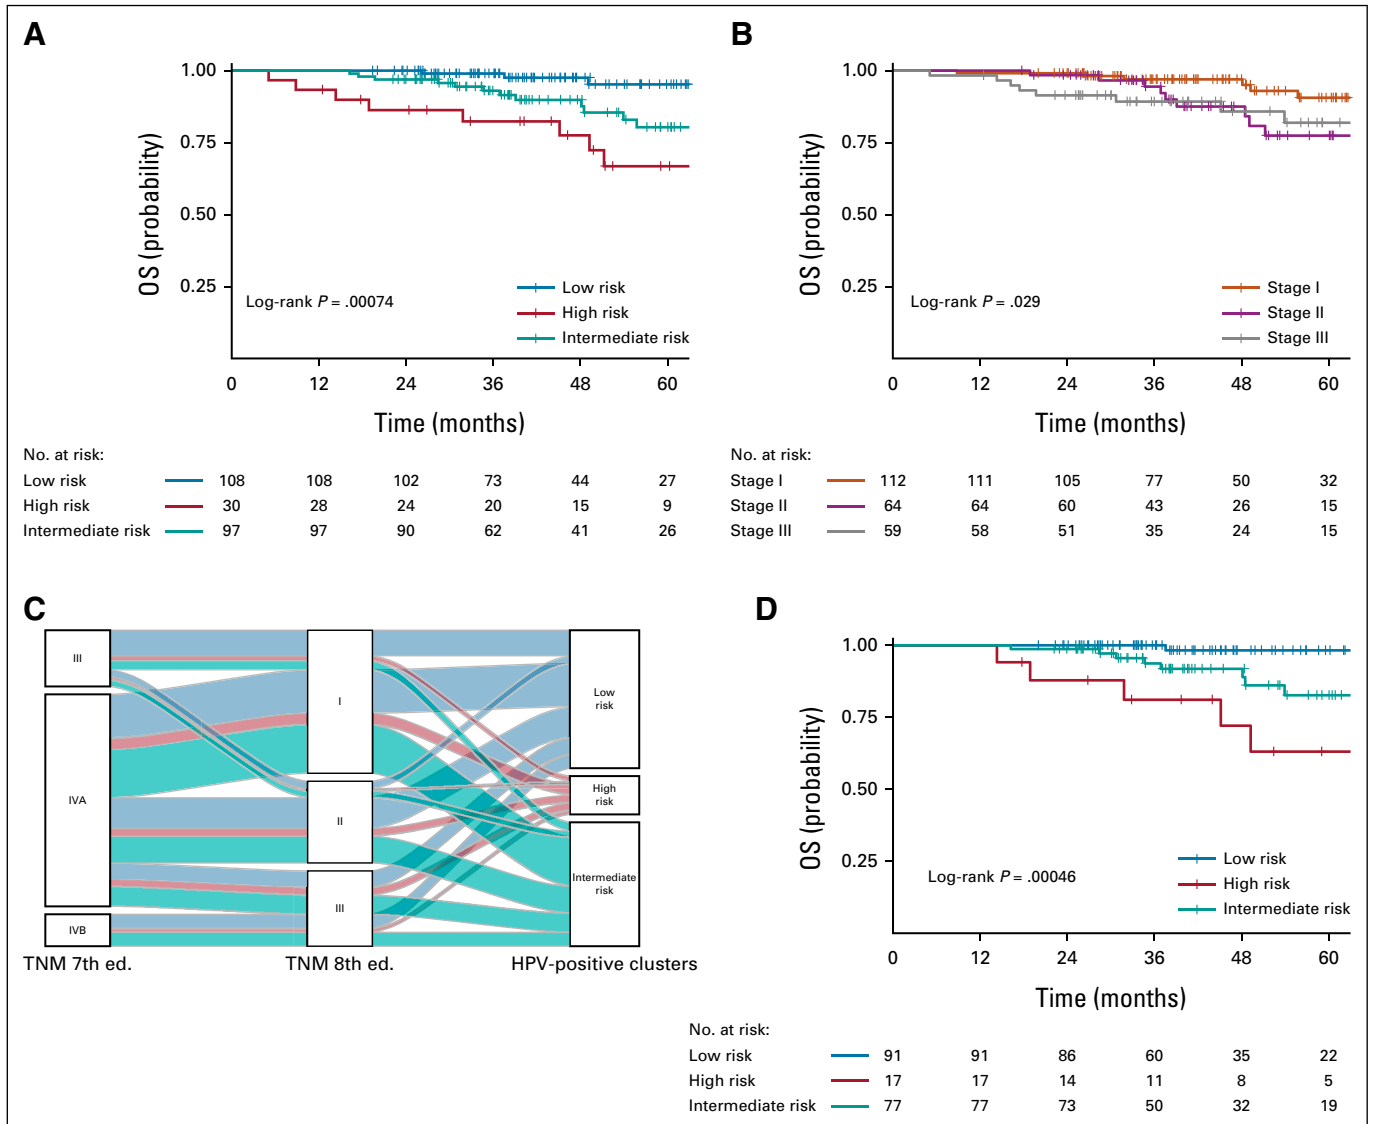 A
1.00
0.75
0.50
0.25
OS (probability)
Log-rank P = .00074
Low risk
High risk
Intermediate risk
0 12 24 36 48 60
Time (months)
No. at risk:
Low risk 108 108 102 73 44 27
High risk 30 28 24 20 15 9
Intermediate risk 97 97 90 62 41 26
B
1.00
0.75
0.50
0.25
OS (probability)
Log-rank P = .029
Stage I
Stage II
Stage III
0 12 24 36 48 60
Time (months)
No. at risk:
Stage I 112 111 105 77 50 32
Stage II 64 64 60 43 26 15
Stage III 59 58 51 35 24 15
C
III
IVA
IVB
I
II
III
Low
risk
High
risk
Intermediate
risk
TNM 7th ed. TNM 8th ed. HPV-positive clusters
D
1.00
0.75
0.50
0.25
OS (probability)
Log-rank P = .00046
Low risk
High risk
Intermediate risk
0 12 24 36 48 60
Time (months)
No. at risk:
Low risk 91 91 86 60 35 22
High risk 17 17 14 11 8 5
Intermediate risk 77 77 73 50 32 19